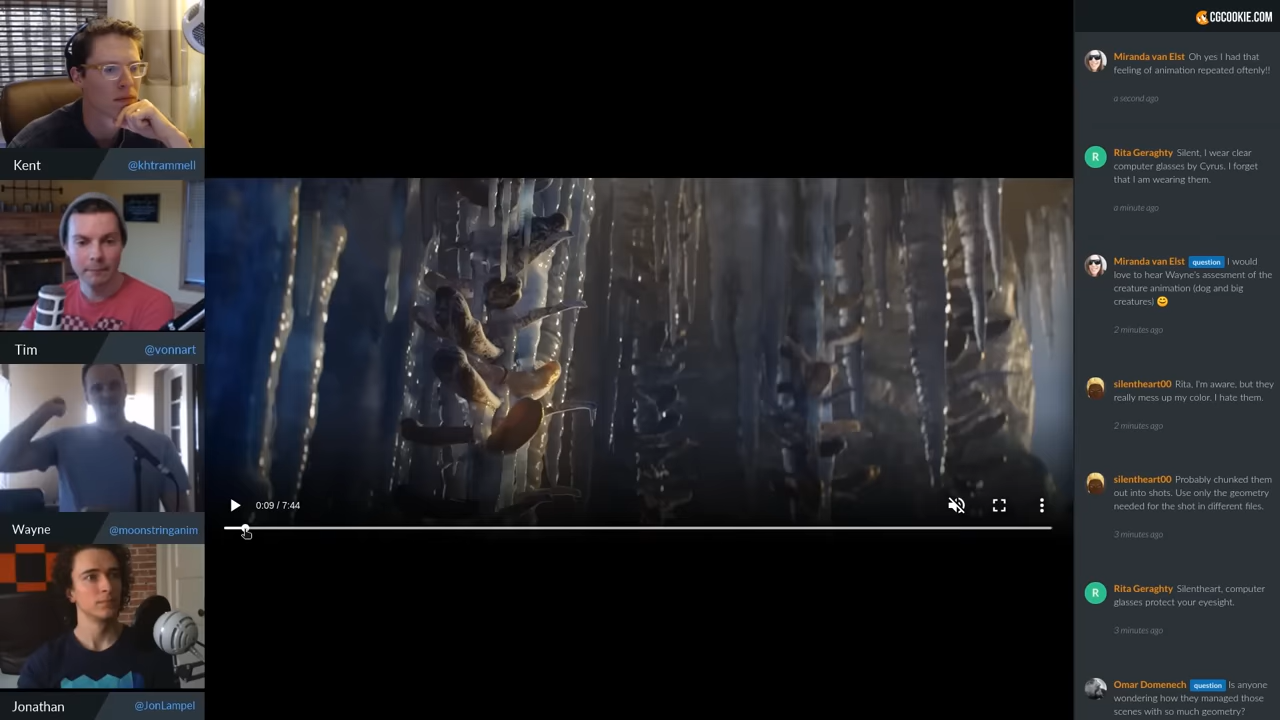 Kent
@khtrammell
Tim
@vonnart
Wayne
@moonstringanim
Jonathan
@JonLampel
0:09 / 7:44
CGCOOKIE.COM
Miranda van Elst Oh yes I had that
feeling of animation repeated oftenly!!
a second ago
R
Rita Geraghty Silent, I wear clear
computer glasses by Cyrus. I forget
that I am wearing them.
a minute ago
Miranda van Elst question I would
love to hear Wayne's assesment of the
creature animation (dog and big
creatures) 😊
2 minutes ago
silentheart00 Rita, I'm aware, but they
really mess up my color. I hate them.
2 minutes ago
silentheart00 Probably chunked them
out into shots. Use only the geometry
needed for the shot in different files.
3 minutes ago
R
Rita Geraghty Silentheart, computer
glasses protect your eyesight.
3 minutes ago
Omar Domenech question Is anyone
wondering how they managed those
scenes with so much geometry?